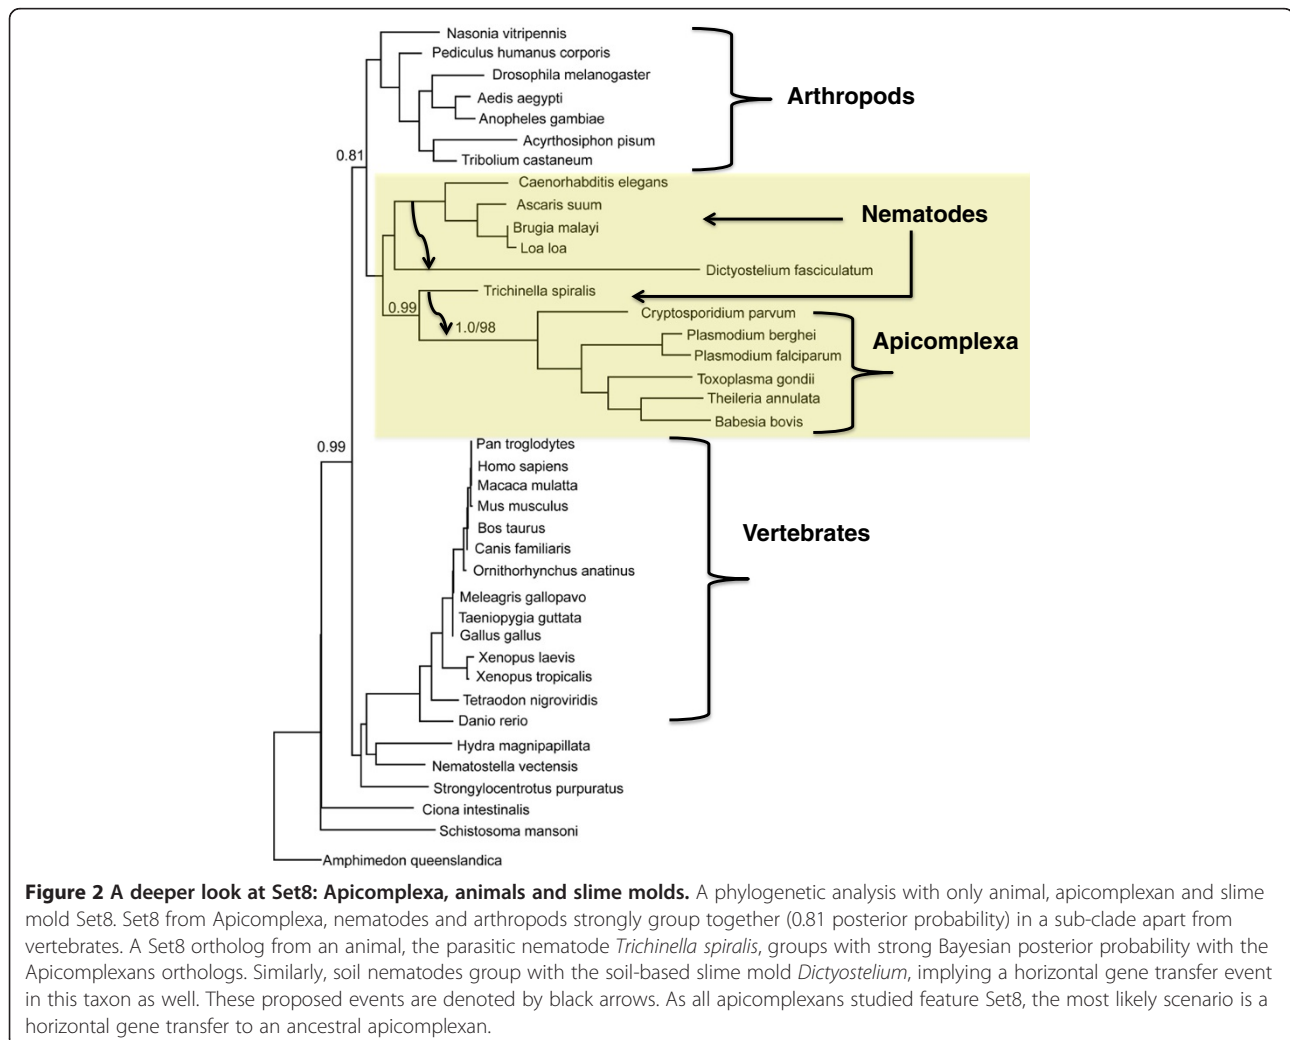 Nasonia vitripennis
Pediculus humanus corporis
Drosophila melanogaster
Aedis aegypti
Anopheles gambiae
Acyrthosiphon pisum
Tribolium castaneum
Arthropods
0.81
Caenorhabditis elegans
Ascaris suum
Brugia malayi
Loa loa
Nematodes
Dictyostelium fasciculatum
Trichinella spiralis
0.99
1.0/98
Cryptosporidium parvum
Plasmodium berghei
Plasmodium falciparum
Toxoplasma gondii
Theileria annulata
Babesia bovis
Apicomplexa
0.99
Pan troglodytes
Homo sapiens
Macaca mulatta
Mus musculus
Bos taurus
Canis familiaris
Ornithorhynchus anatinus
Meleagris gallopavo
Taeniopygia guttata
Gallus gallus
Xenopus laevis
Xenopus tropicalis
Tetraodon nigroviridis
Danio rerio
Vertebrates
Hydra magnipapillata
Nematostella vectensis
Strongylocentrotus purpuratus
Ciona intestinalis
Schistosoma mansoni
Amphimedon queenslandica
Figure 2 A deeper look at Set8: Apicomplexa, animals and slime molds. A phylogenetic analysis with only animal, apicomplexan and slime
mold Set8. Set8 from Apicomplexa, nematodes and arthropods strongly group together (0.81 posterior probability) in a sub-clade apart from
vertebrates. A Set8 ortholog from an animal, the parasitic nematode Trichinella spiralis, groups with strong Bayesian posterior probability with the
Apicomplexans orthologs. Similarly, soil nematodes group with the soil-based slime mold Dictyostelium, implying a horizontal gene transfer event
in this taxon as well. These proposed events are denoted by black arrows. As all apicomplexans studied feature Set8, the most likely scenario is a
horizontal gene transfer to an ancestral apicomplexan.